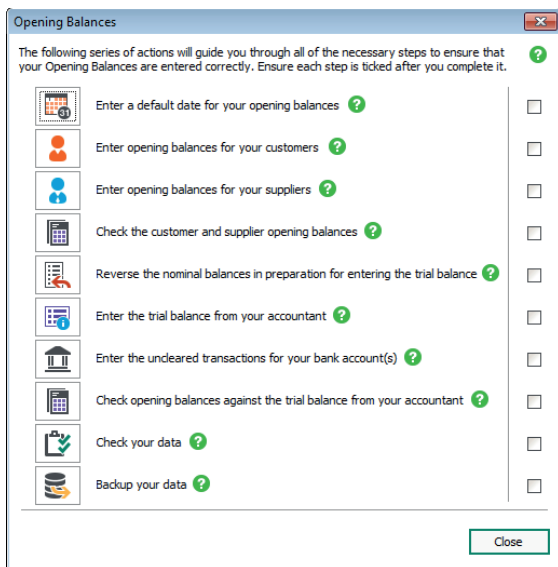 Opening Balances
The following series of actions will guide you through all of the necessary steps to ensure that
your Opening Balances are entered correctly. Ensure each step is ticked after you complete it.
?
31
Enter a default date for your opening balances ?
Enter opening balances for your customers ?
Enter opening balances for your suppliers ?
Check the customer and supplier opening balances ?
Reverse the nominal balances in preparation for entering the trial balance ?
Enter the trial balance from your accountant ?
Enter the uncleared transactions for your bank account(s) ?
Check opening balances against the trial balance from your accountant ?
Check your data ?
Backup your data ?
Close